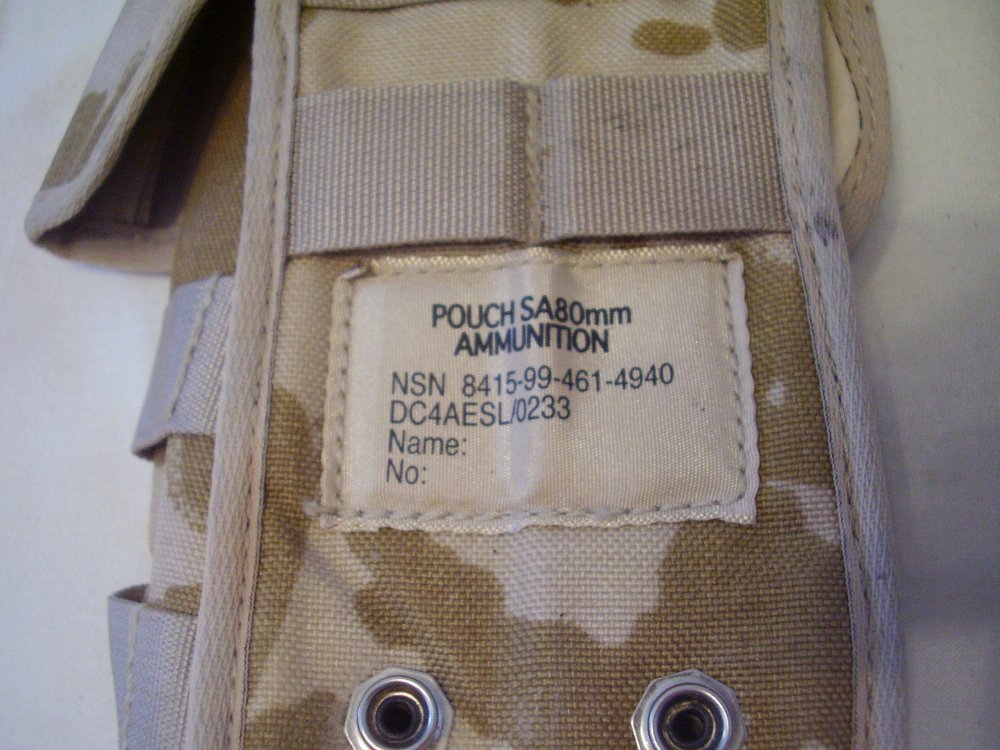 POUCH SA80mm
AMMUNITION
NSN 8415-99-461-4940
DC4AESL/0233
Name:
No: